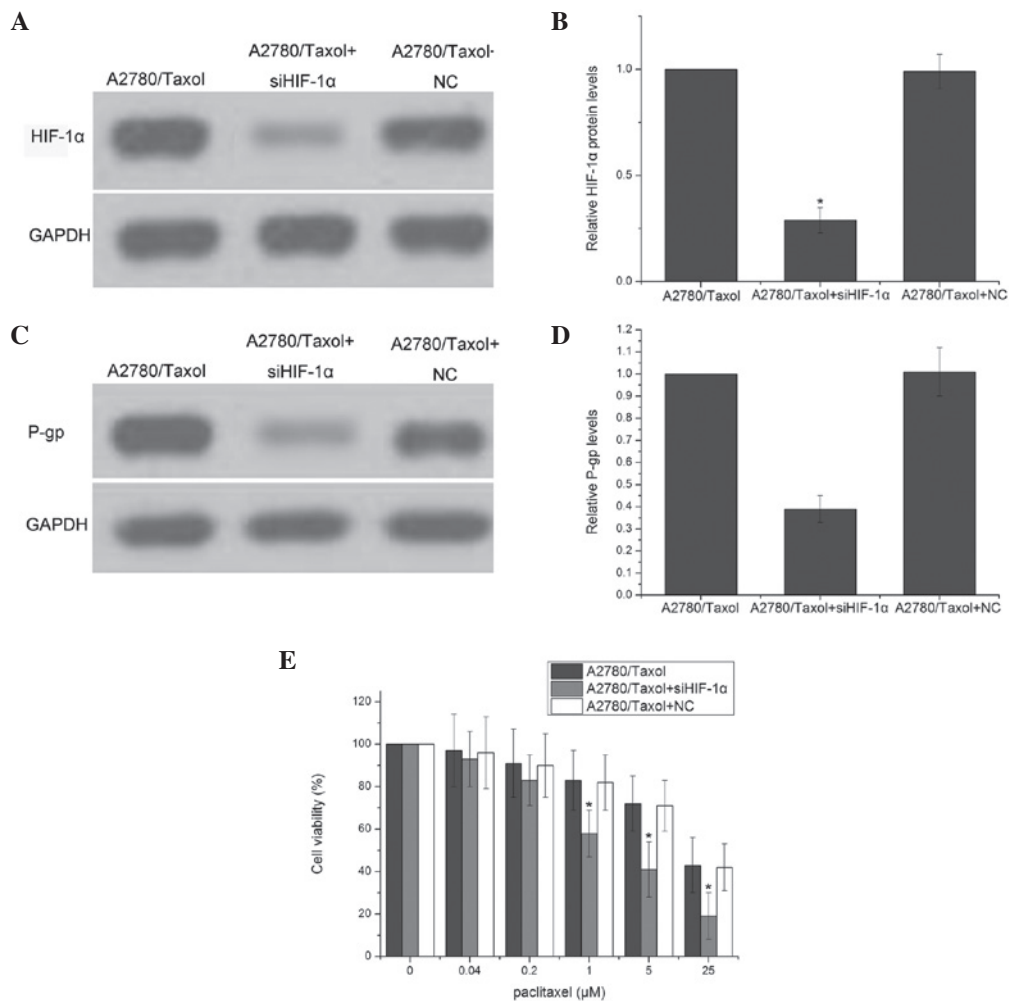 A
A2780/Taxol
A2780/Taxol+
siHIF-1α
A2780/Taxol-
NC
HIF-1α
GAPDH
B
Relative HIF-1α protein levels
1.0
0.5
0.0
*
A2780/Taxol
A2780/Taxol+siHIF-1α
A2780/Taxol+NC
C
A2780/Taxol
A2780/Taxol+
siHIF-1α
A2780/Taxol+
NC
P-gp
GAPDH
D
Relative P-gp levels
1.2
1.1
1.0
0.9
0.8
0.7
0.6
0.5
0.4
0.3
0.2
0.1
0.0
A2780/Taxol
A2780/Taxol+siHIF-1α
A2780/Taxol+NC
E
A2780/Taxol
A2780/Taxol+siHIF-1α
A2780/Taxol+NC
Cell viability (%)
120
100
80
60
40
20
0
*
*
*
0
0.04
0.2
1
5
25
paclitaxel (μM)